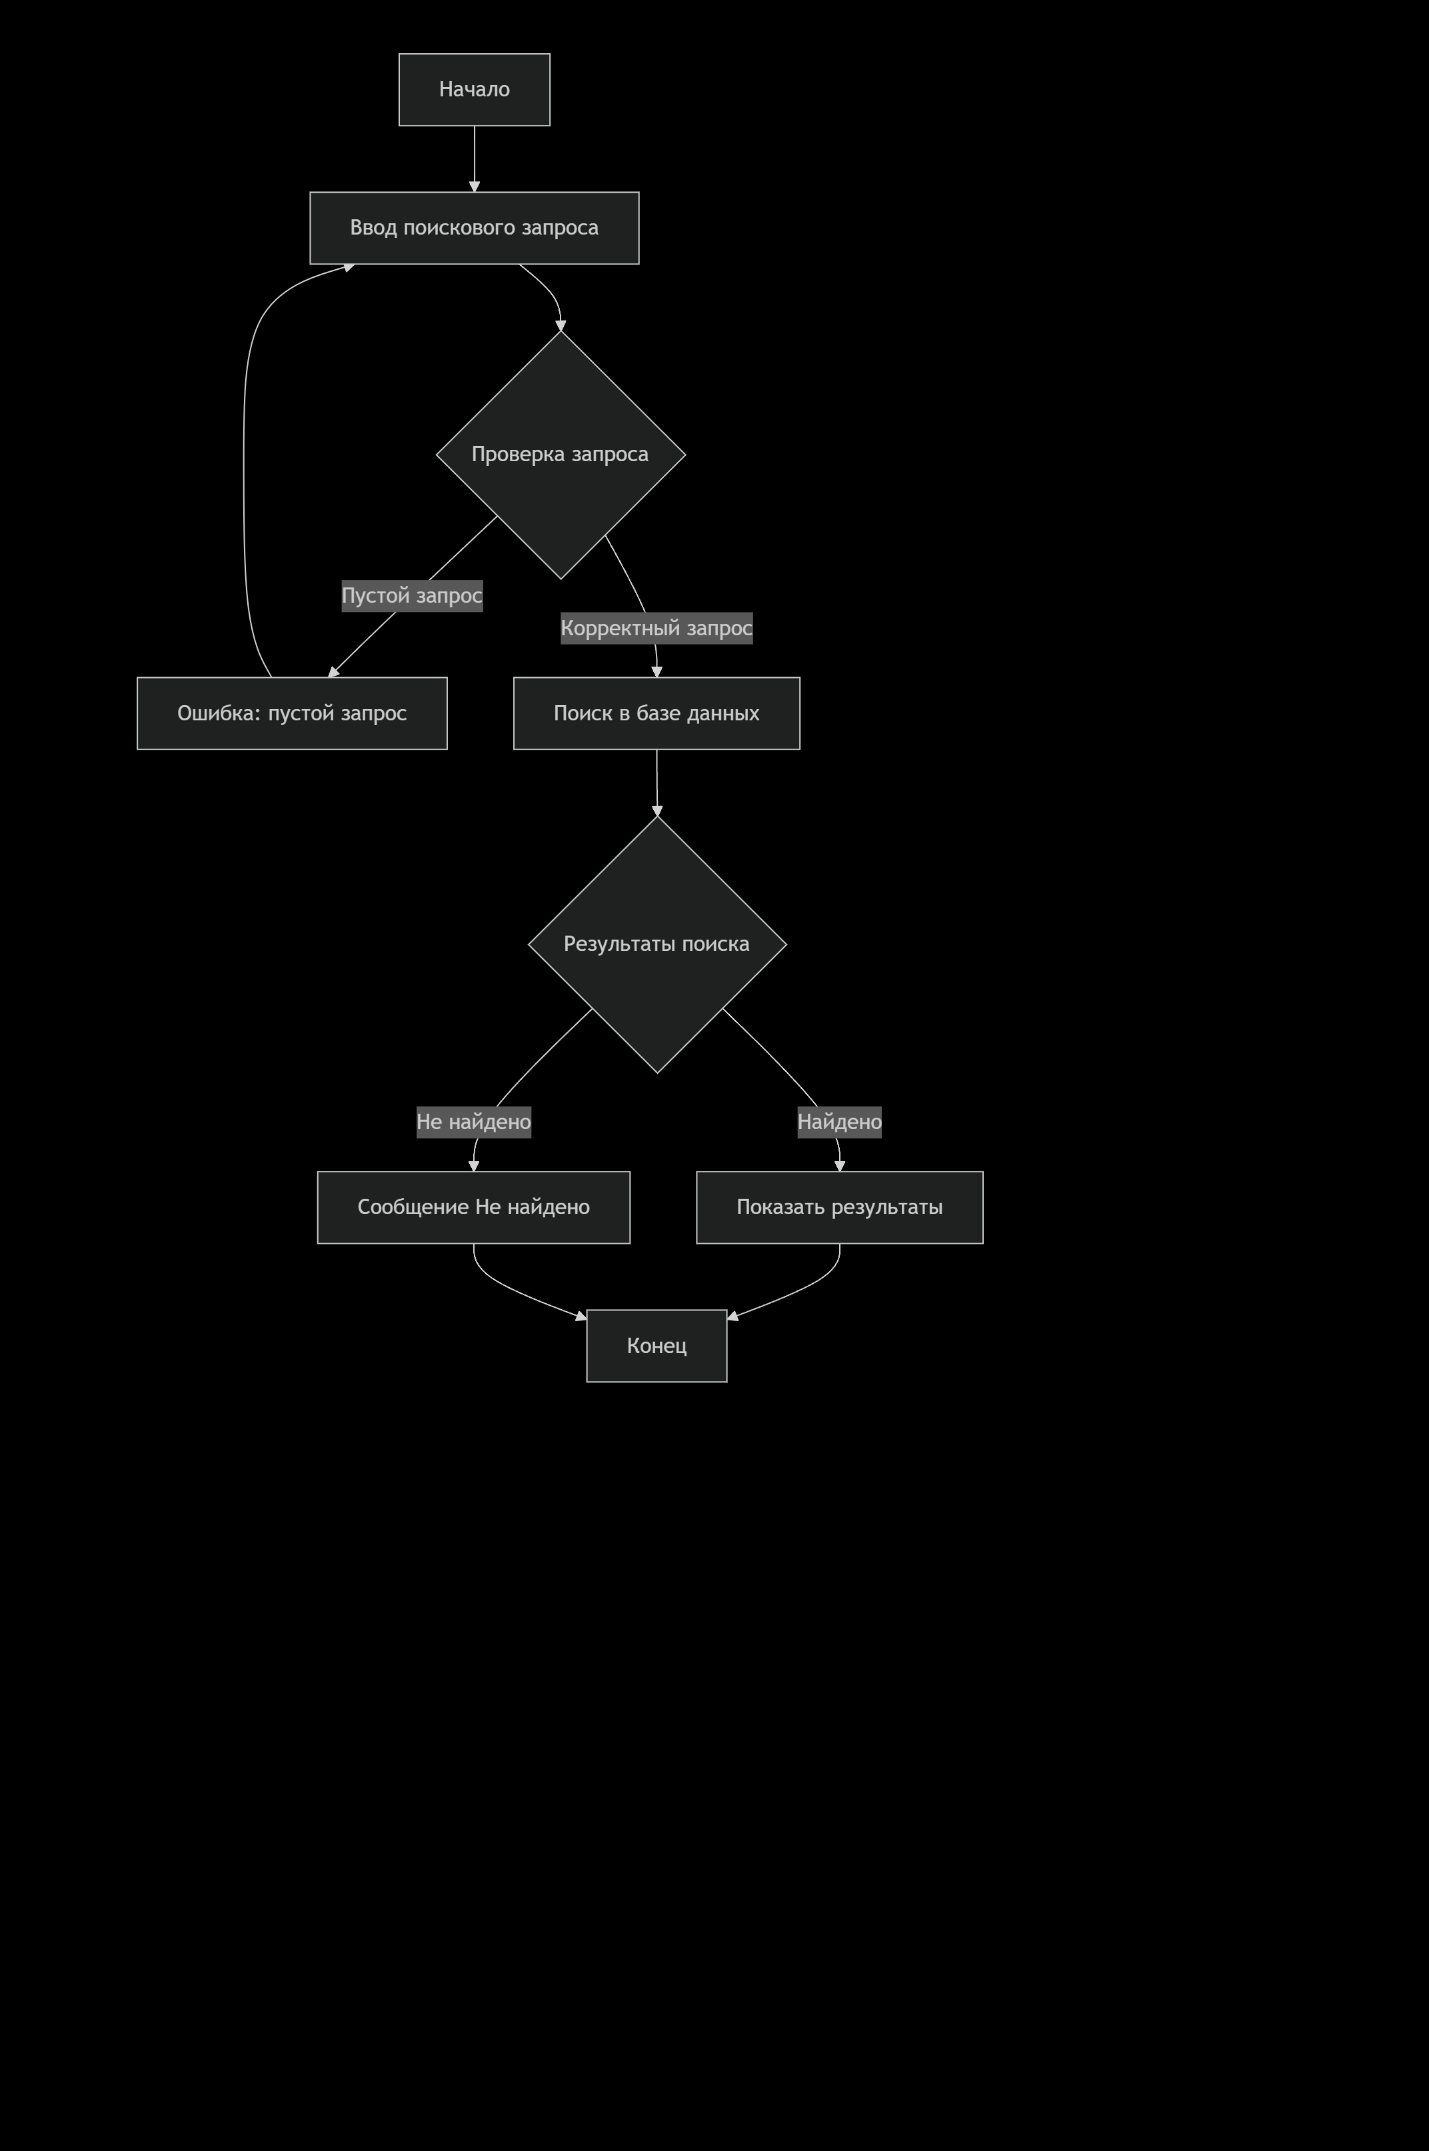 Начало
Ввод поискового запроса
Проверка запроса
Пустой запрос
Корректный запрос
Ошибка: пустой запрос
Поиск в базе данных
Результаты поиска
Не найдено
Найдено
Сообщение Не найдено
Показать результаты
Конец